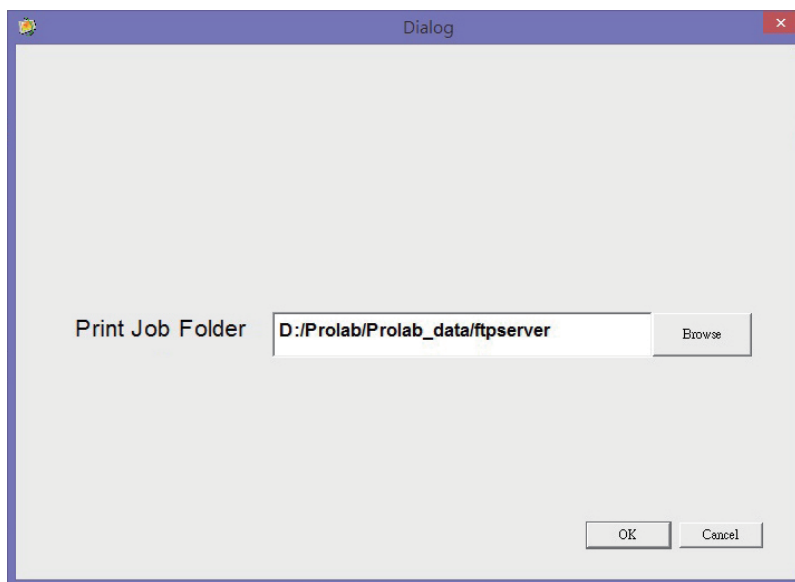 Dialog
Print Job Folder D:/Prolab/Prolab_data/ftpserver Browse
OK Cancel